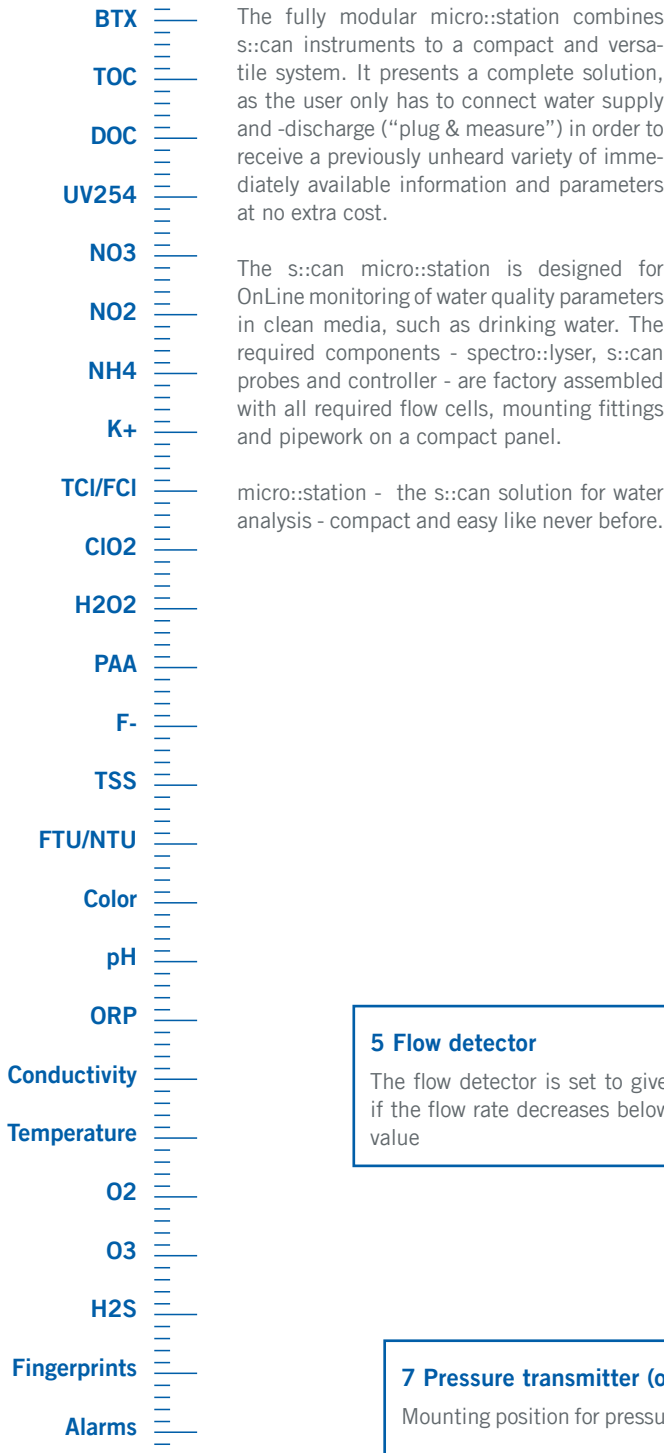 BTX
TOC
DOC
UV254
NO3
NO2
NH4
K+
TCl/FCl
ClO2
H2O2
PAA
F-
TSS
FTU/NTU
Color
pH
ORP
Conductivity
Temperature
O2
O3
H2S
Fingerprints
Alarms
The fully modular micro::station combines
s::can instruments to a compact and versa-
tile system. It presents a complete solution,
as the user only has to connect water supply
and -discharge (“plug & measure”) in order to
receive a previously unheard variety of imme-
diately available information and parameters
at no extra cost.
The s::can micro::station is designed for
OnLine monitoring of water quality parameters
in clean media, such as drinking water. The
required components - spectro::lyser, s::can
probes and controller - are factory assembled
with all required flow cells, mounting fittings
and pipework on a compact panel.
micro::station - the s::can solution for water
analysis - compact and easy like never before.
5 Flow detector
The flow detector is set to give
if the flow rate decreases below
value
7 Pressure transmitter (o
Mounting position for pressu